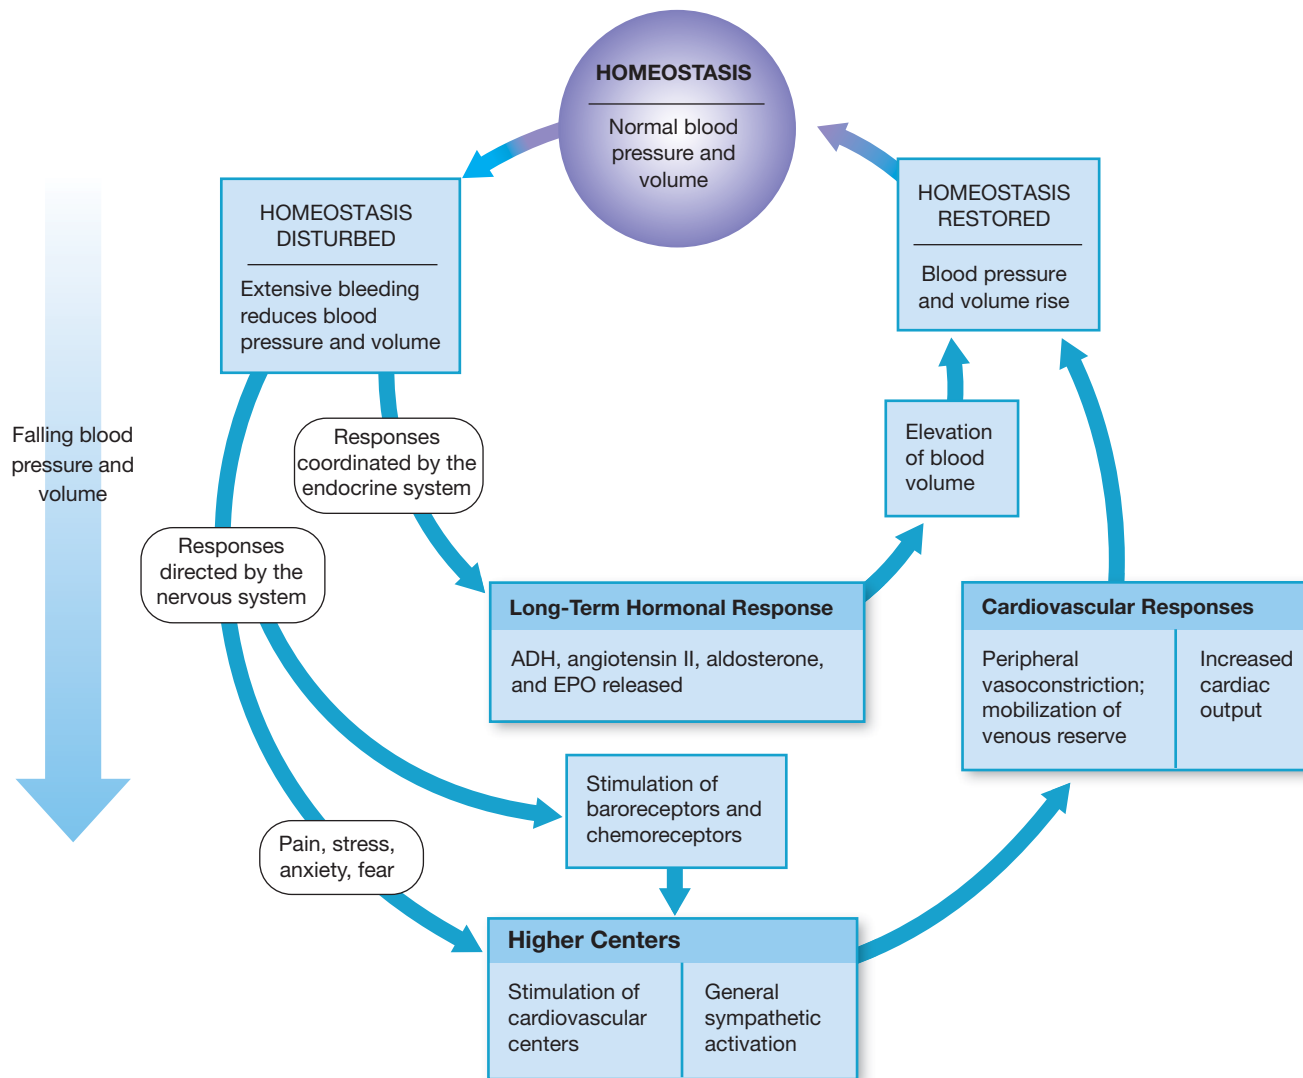 HOMEOSTASIS
Normal blood
pressure and
volume
HOMEOSTASIS
DISTURBED
Extensive bleeding
reduces blood
pressure and volume
HOMEOSTASIS
RESTORED
Blood pressure
and volume rise
Falling blood
pressure and
volume
Responses
coordinated by the
endocrine system
Elevation
of blood
volume
Responses
directed by the
nervous system
Long-Term Hormonal Response
ADH, angiotensin II, aldosterone,
and EPO released
Cardiovascular Responses
Peripheral
vasoconstriction;
mobilization of
venous reserve
Increased
cardiac
output
Stimulation of
baroreceptors and
chemoreceptors
Pain, stress,
anxiety, fear
Higher Centers
Stimulation of
cardiovascular
centers
General
sympathetic
activation